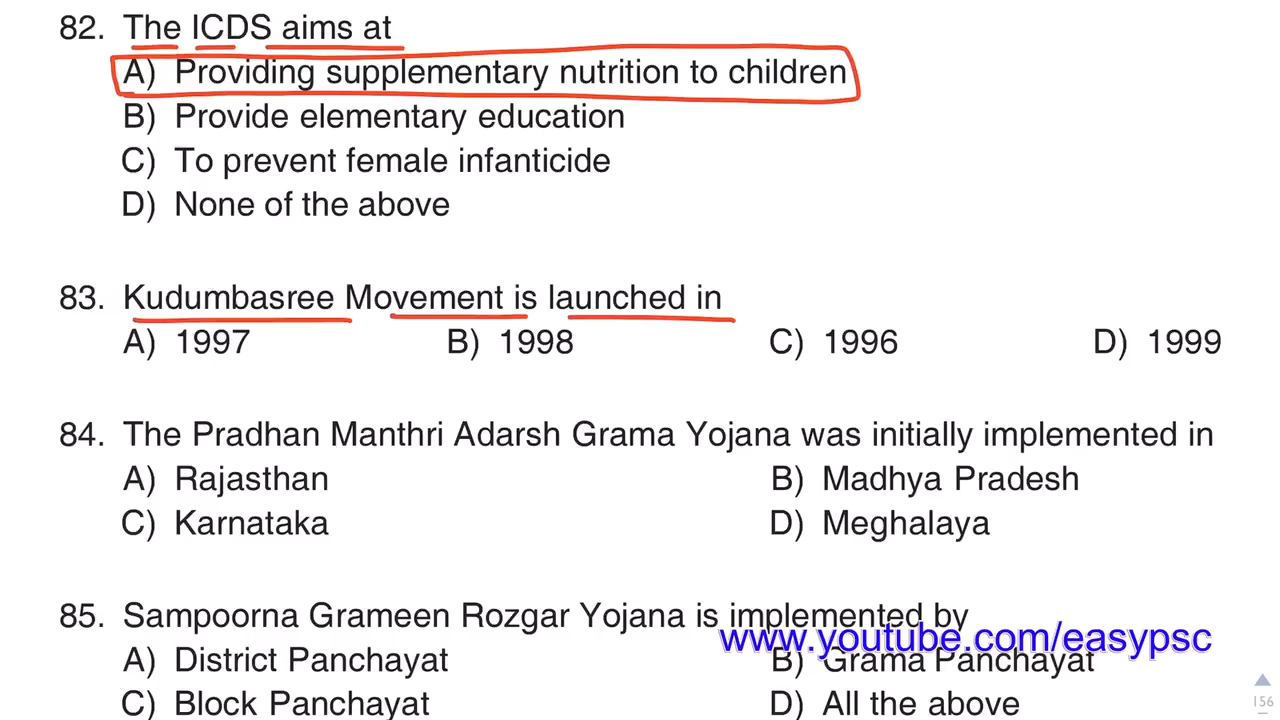 82. The ICDS aims at
A) Providing supplementary nutrition to children
B) Provide elementary education
C) To prevent female infanticide
D) None of the above
83. Kudumbasree Movement is launched in
A) 1997 B) 1998 C) 1996 D) 1999
84. The Pradhan Manthri Adarsh Grama Yojana was initially implemented in
A) Rajasthan B) Madhya Pradesh
C) Karnataka D) Meghalaya
85. Sampoorna Grameen Rozgar Yojana is implemented by
www.youtube.com/easypsc
A) District Panchayat B) Grama Panchayat
C) Block Panchayat D) All the above
156